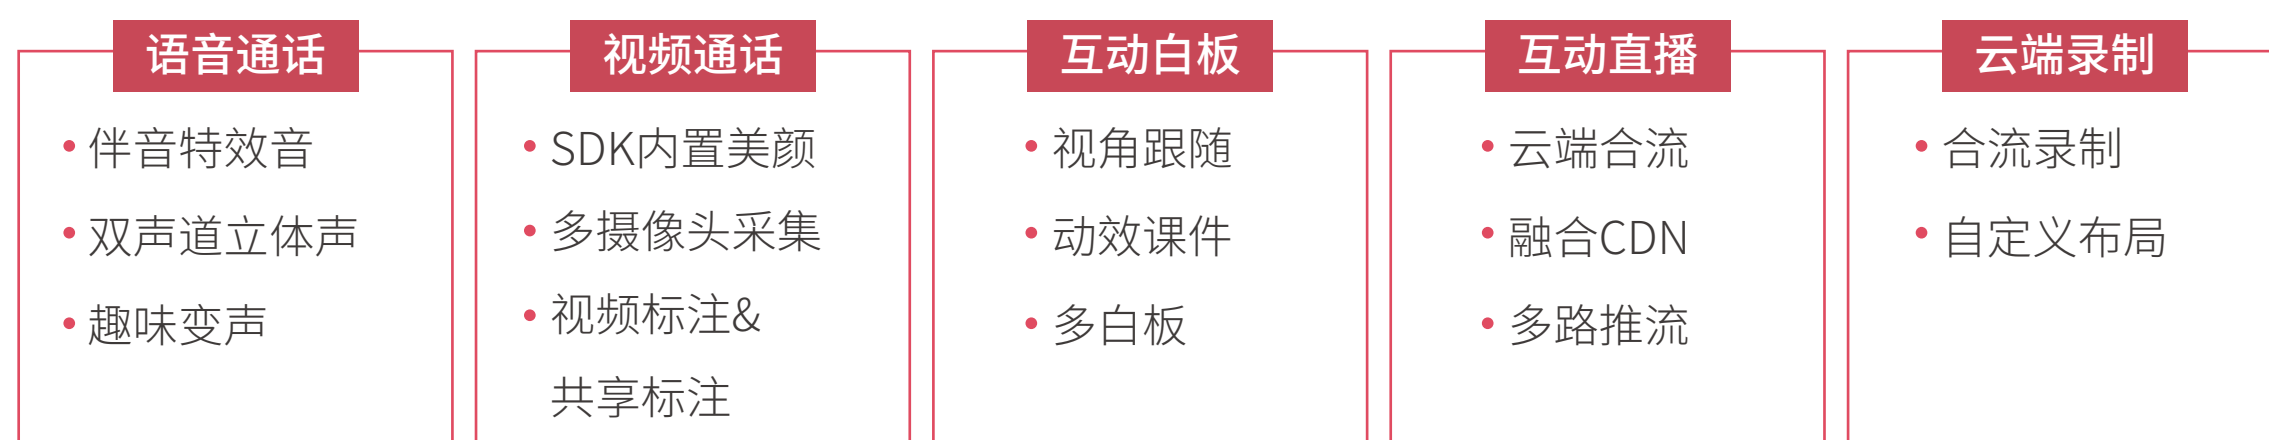 语音通话
• 伴音特效音
• 双声道立体声
• 趣味变声
视频通话
• SDK内置美颜
• 多摄像头采集
• 视频标注&
共享标注
互动白板
• 视角跟随
• 动效课件
• 多白板
互动直播
• 云端合流
• 融合CDN
• 多路推流
云端录制
• 合流录制
• 自定义布局